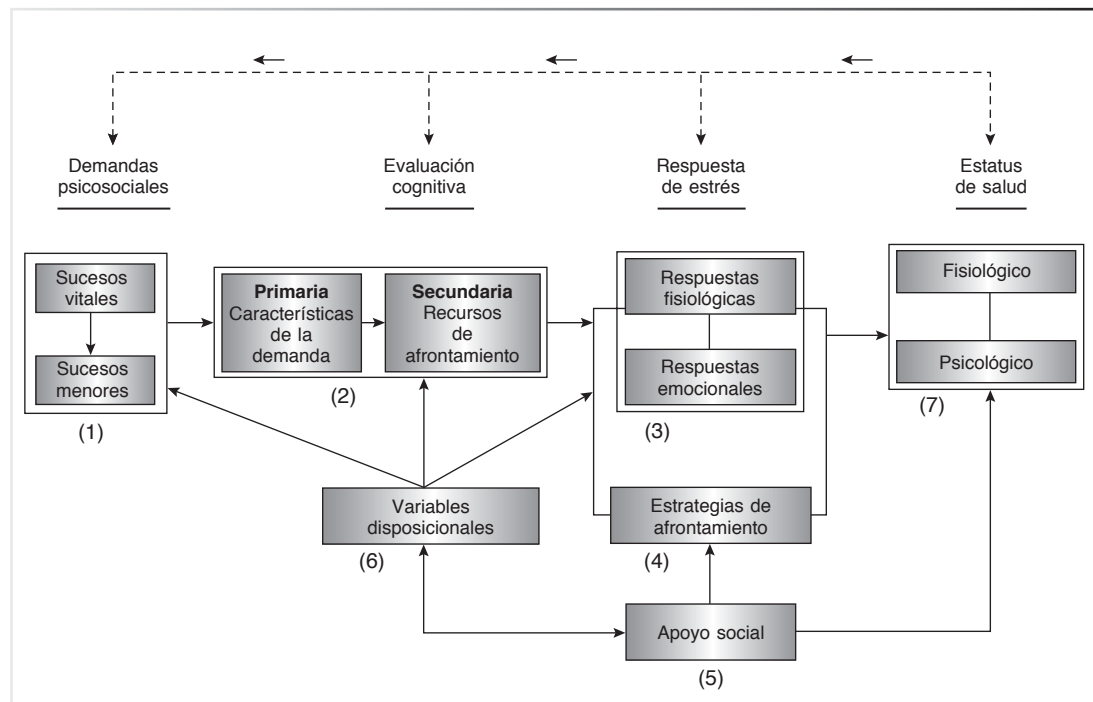 Demandas
psicosociales
Evaluación
cognitiva
Respuesta
de estrés
Estatus
de salud
Sucesos
vitales
Sucesos
menores
(1)
Primaria
Características
de la
demanda
Secundaria
Recursos
de
afrontamiento
(2)
Respuestas
fisiológicas
Respuestas
emocionales
(3)
Fisiológico
Psicológico
(7)
Variables
disposicionales
(6)
Estrategias de
afrontamiento
(4)
Apoyo social
(5)